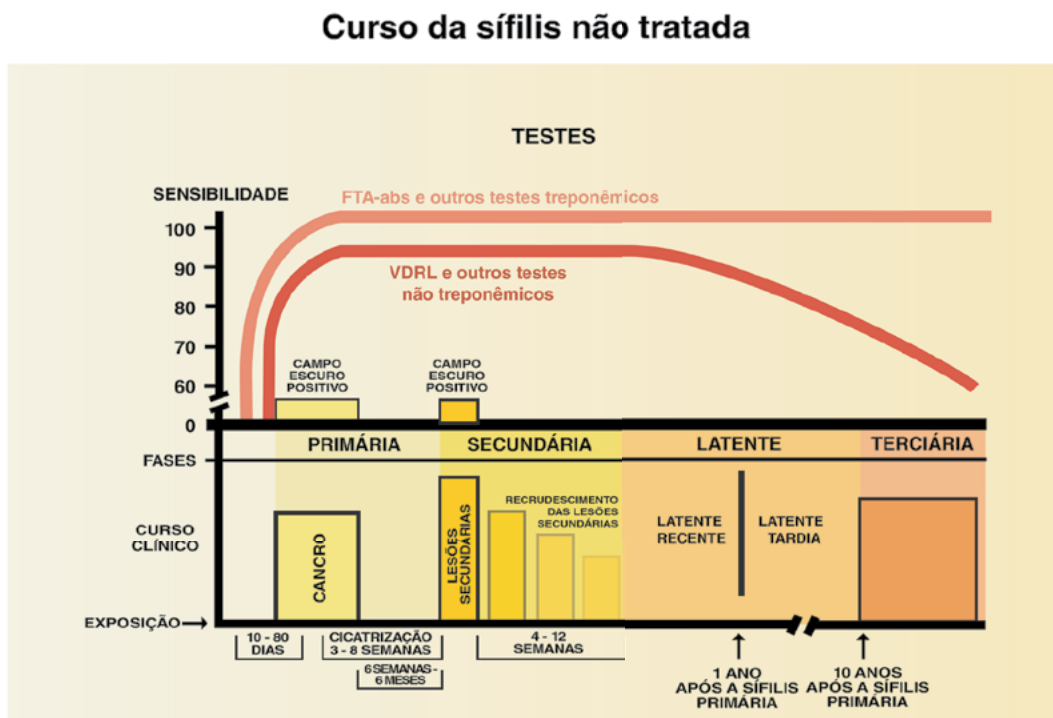 Curso da sífilis não tratada
TESTES
SENSIBILIDADE
FTA-abs e outros testes treponêmicos
100
90
80
70
60
0
VDRL e outros testes
não treponêmicos
CAMPO
ESCURO
POSITIVO
CAMPO
ESCURO
POSITIVO
FASES
PRIMÁRIA
SECUNDÁRIA
LATENTE
TERCIÁRIA
CURSO
CLÍNICO
CANCRO
LESÕES
SECUNDÁRIAS
RECRUDESCIMENTO
DAS LESÕES
SECUNDÁRIAS
LATENTE
RECENTE
LATENTE
TARDIA
EXPOSIÇÃO
10 - 80
DIAS
CICATRIZAÇÃO
3 - 8 SEMANAS
6 SEMANAS-
6 MESES
4 - 12
SEMANAS
1 ANO
APÓS A SÍFILIS
PRIMÁRIA
10 ANOS
APÓS A SÍFILIS
PRIMÁRIA